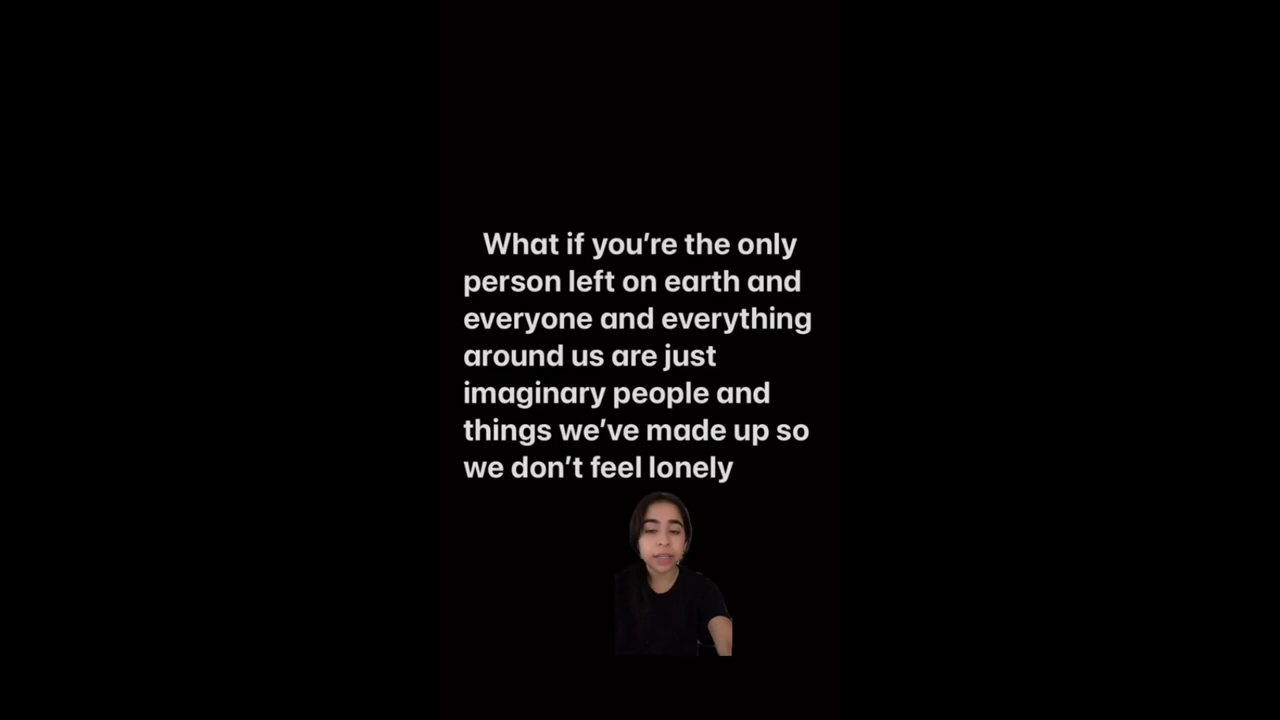 What if you're the only
person left on earth and
everyone and everything
around us are just
imaginary people and
things we've made up so
we don't feel lonely